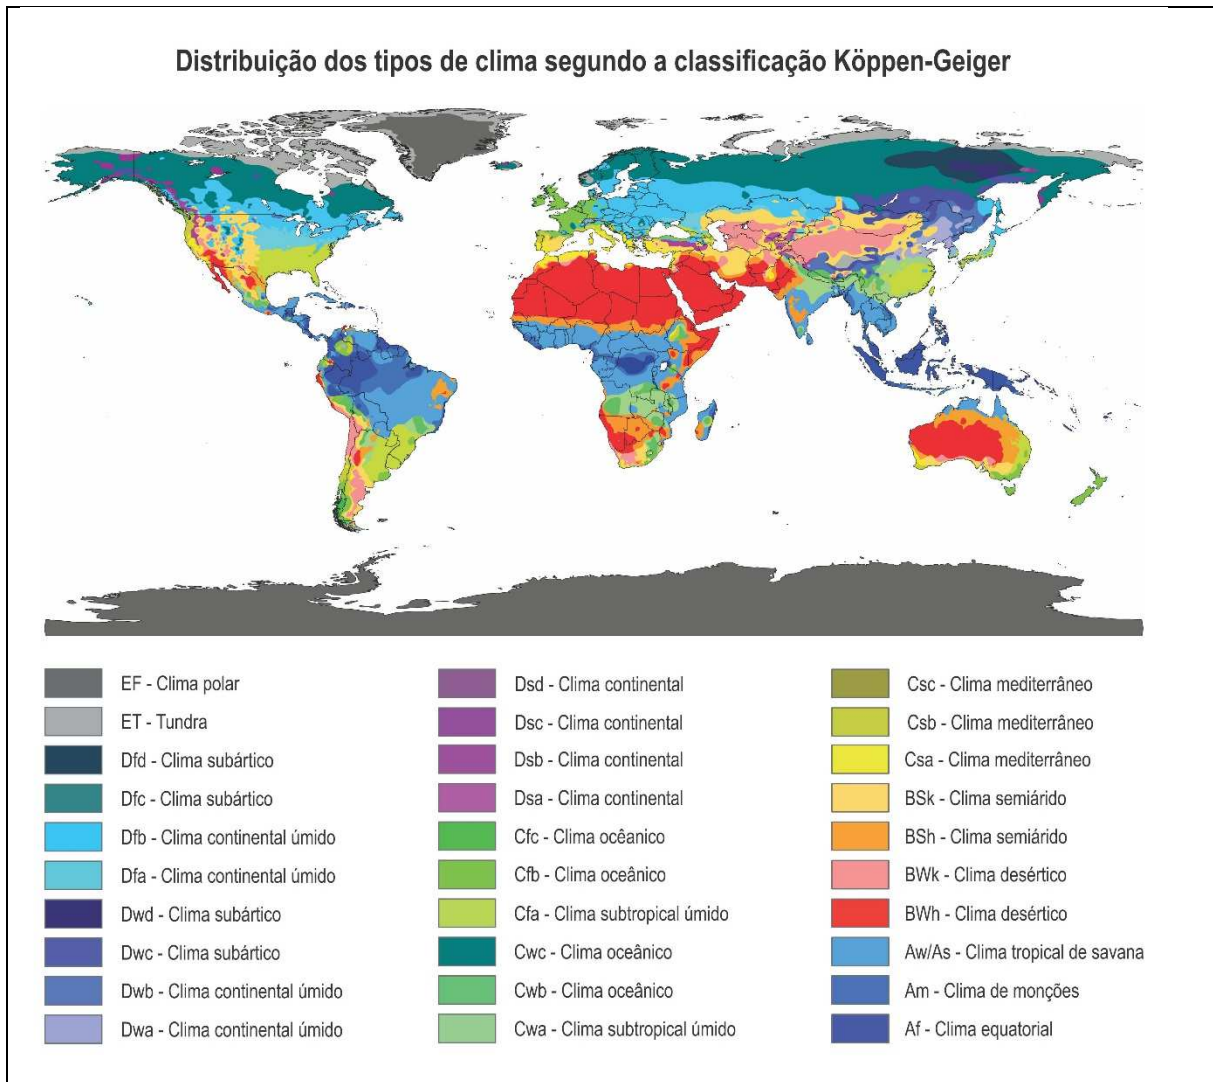 Distribuição dos tipos de clima segundo a classificação Köppen-Geiger
EF - Clima polar
ET - Tundra
Dfd - Clima subártico
Dfc - Clima subártico
Dfb - Clima continental úmido
Dfa - Clima continental úmido
Dwd - Clima subártico
Dwc - Clima subártico
Dwb - Clima continental úmido
Dwa - Clima continental úmido
Dsd - Clima continental
Dsc - Clima continental
Dsb - Clima continental
Dsa - Clima continental
Cfc - Clima ocêanico
Cfb - Clima oceânico
Cfa - Clima subtropical úmido
Cwc - Clima oceânico
Cwb - Clima oceânico
Cwa - Clima subtropical úmido
Csc - Clima mediterrâneo
Csb - Clima mediterrâneo
Csa - Clima mediterrâneo
BSk - Clima semiárido
BSh - Clima semiárido
BWk - Clima desértico
BWh - Clima desértico
Aw/As - Clima tropical de savana
Am - Clima de monções
Af - Clima equatorial